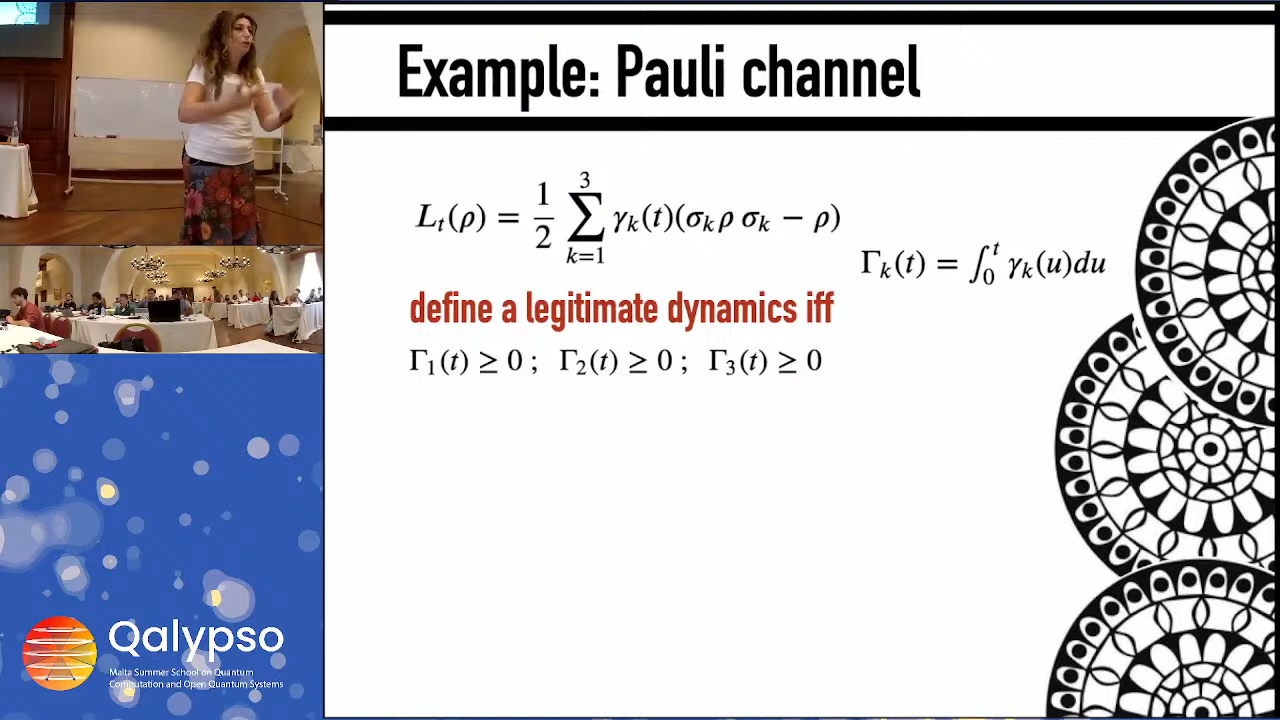 Example: Pauli channel
L_t(ρ) = 1/2 ∑_{k=1}^{3} γ_k(t)(σ_k ρ σ_k − ρ)
Γ_k(t) = ∫_0^t γ_k(u)du
define a legitimate dynamics iff
Γ_1(t) ≥ 0 ; Γ_2(t) ≥ 0 ; Γ_3(t) ≥ 0
Qalypso
Malta Summer School on Quantum
Computation and Open Quantum Systems